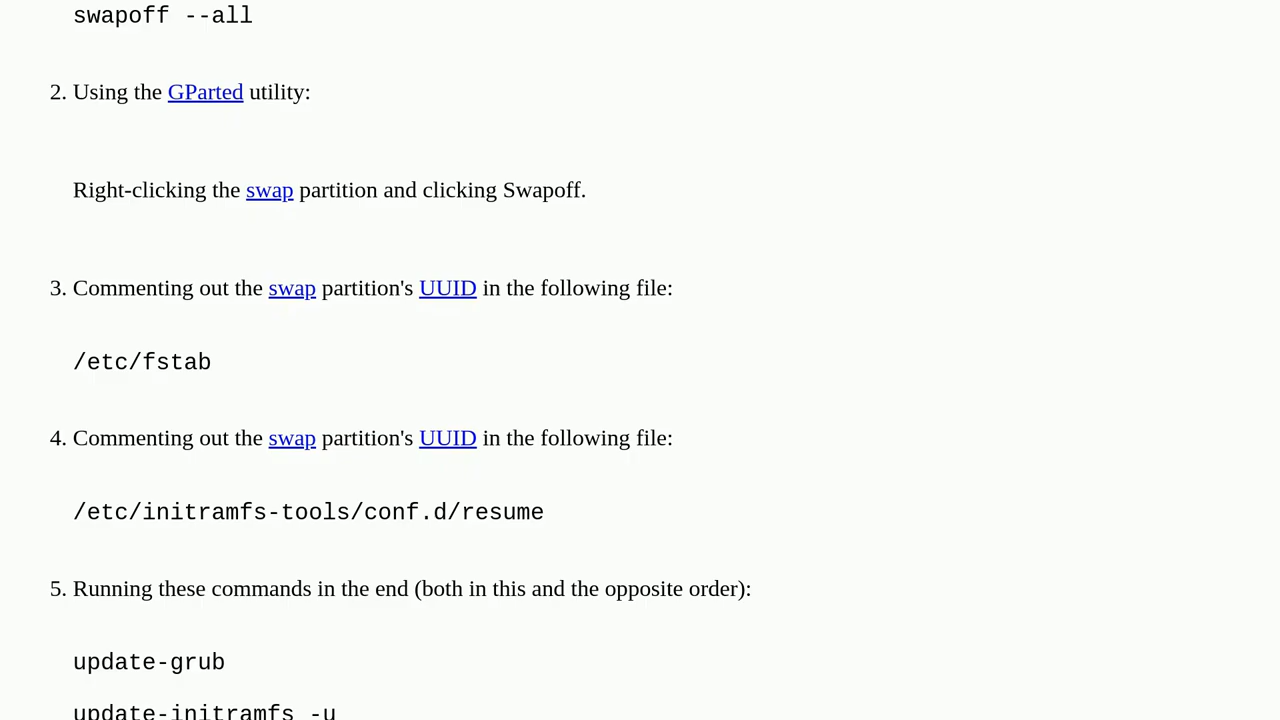 swapoff --all
2. Using the GParted utility:
Right-clicking the swap partition and clicking Swapoff.
3. Commenting out the swap partition's UUID in the following file:
/etc/fstab
4. Commenting out the swap partition's UUID in the following file:
/etc/initramfs-tools/conf.d/resume
5. Running these commands in the end (both in this and the opposite order):
update-grub
update-initramfs -u